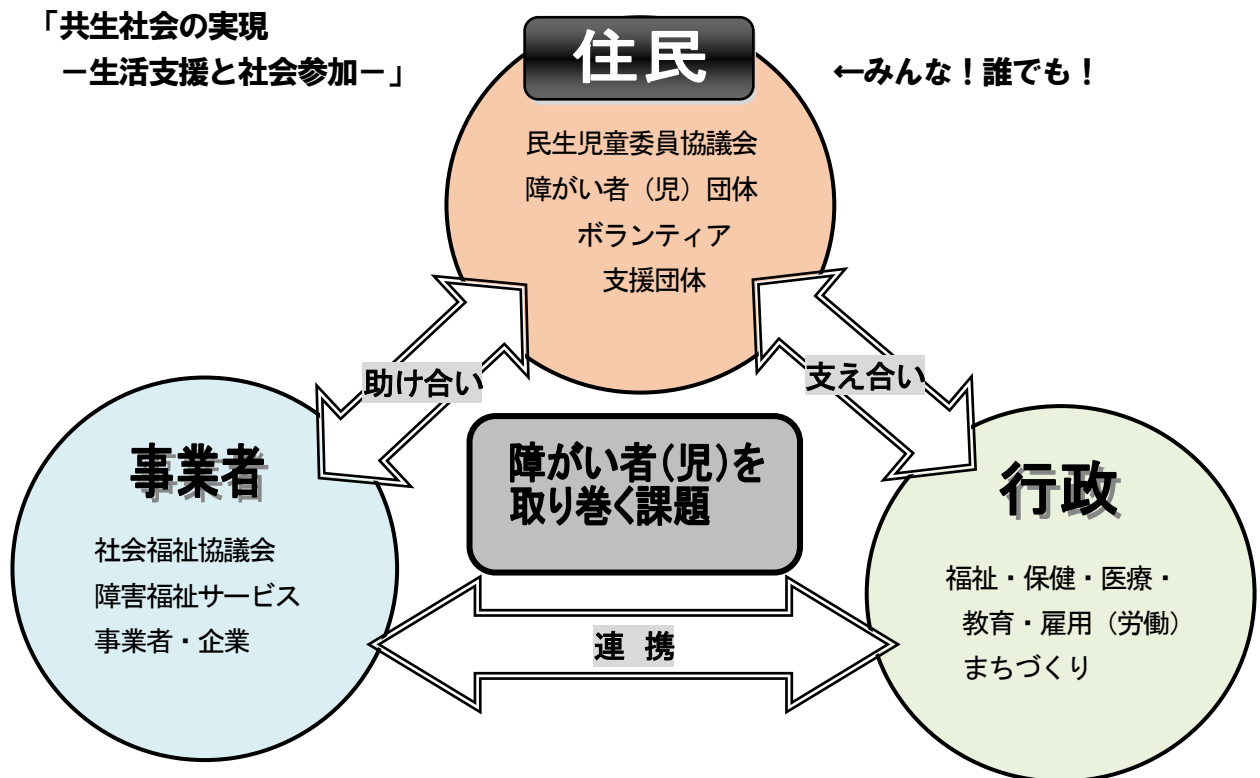 「共生社会の実現
－生活支援と社会参加－」
住民
←みんな！誰でも！
民生児童委員協議会
障がい者（児）団体
ボランティア
支援団体
助け合い
支え合い
障がい者（児）を
取り巻く課題
事業者
社会福祉協議会
障害福祉サービス
事業者・企業
行政
福祉・保健・医療・
教育・雇用（労働）
まちづくり
連 携